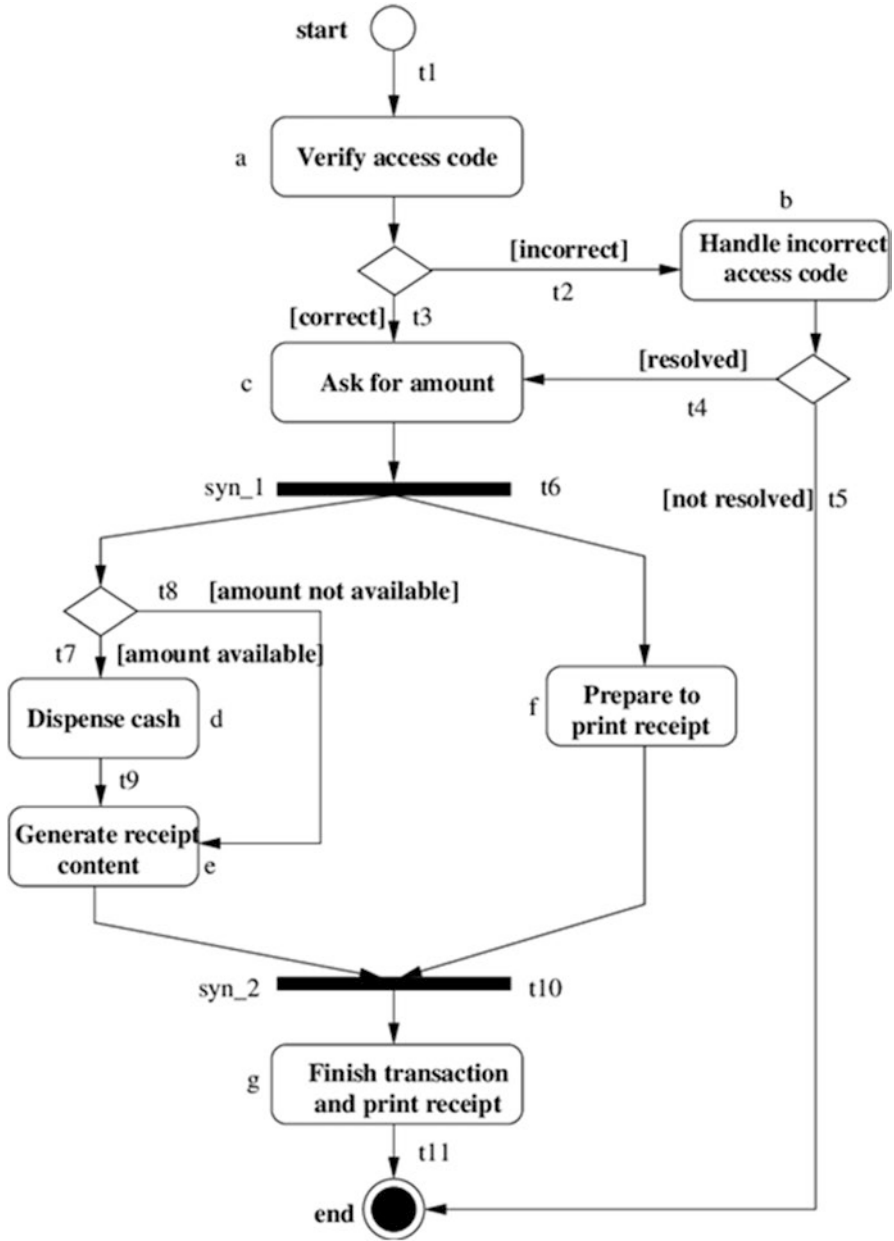 start
t1
a
Verify access code
b
Handle incorrect
access code
[incorrect]
t2
[correct]
t3
[resolved]
t4
c
Ask for amount
syn_1
t6
[not resolved]
t5
t8
[amount not available]
t7
[amount available]
Dispense cash
d
f
Prepare to
print receipt
t9
Generate receipt
content
e
syn_2
t10
g
Finish transaction
and print receipt
t11
end